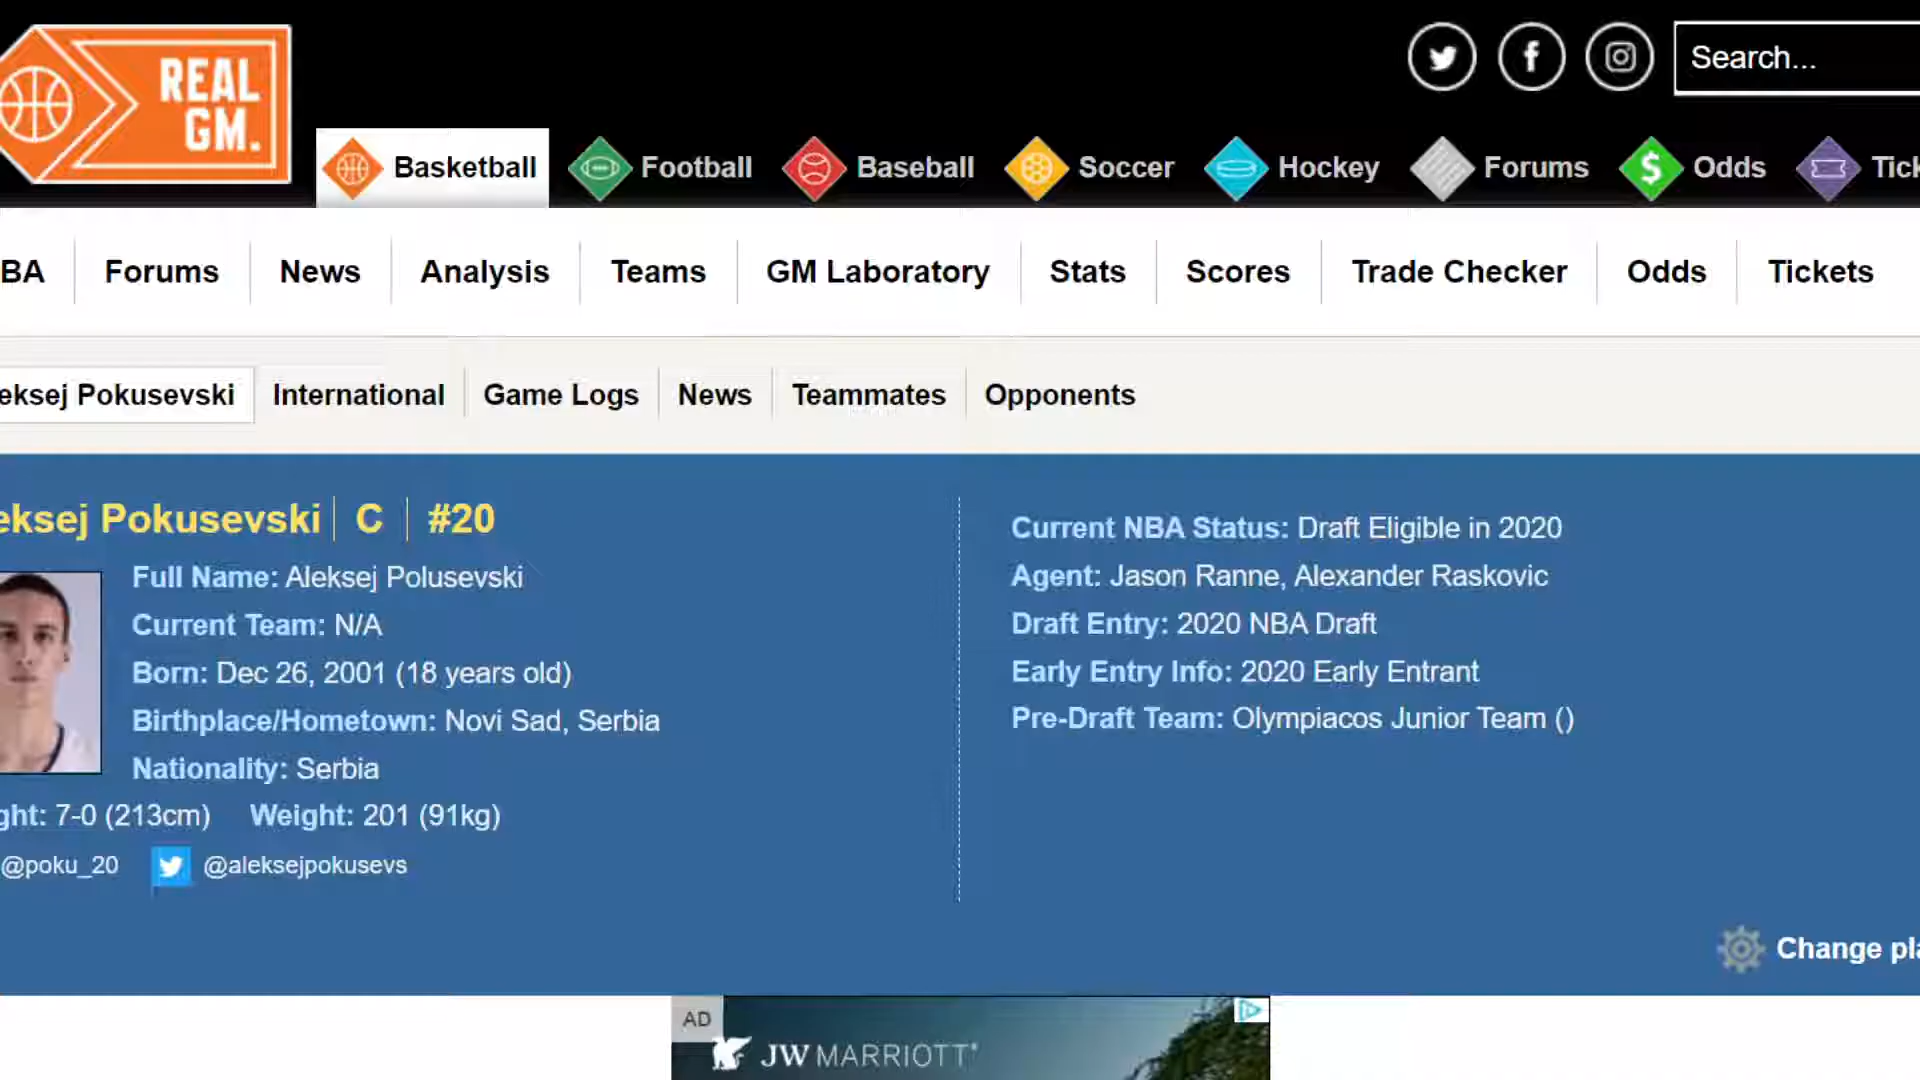 REAL
GM.
Search...
Basketball Football Baseball Soccer Hockey Forums $ Odds Tick
BA Forums News Analysis Teams GM Laboratory Stats Scores Trade Checker Odds Tickets
eksej Pokusevski International Game Logs News Teammates Opponents
eksej Pokusevski C #20
Full Name: Aleksej Polusevski
Current Team: N/A
Born: Dec 26, 2001 (18 years old)
Birthplace/Hometown: Novi Sad, Serbia
Nationality: Serbia
ght: 7-0 (213cm) Weight: 201 (91kg)
@poku_20 @aleksejpokusevs
Current NBA Status: Draft Eligible in 2020
Agent: Jason Ranne, Alexander Raskovic
Draft Entry: 2020 NBA Draft
Early Entry Info: 2020 Early Entrant
Pre-Draft Team: Olympiacos Junior Team ()
Change pla
AD
JW MARRIOTT